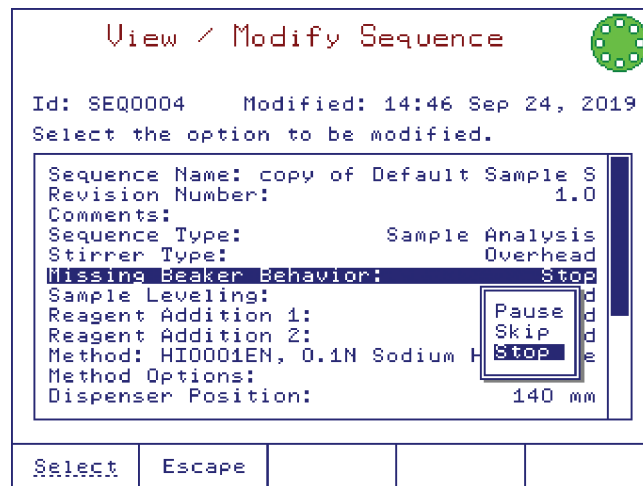 View / Modify Sequence
Id: SEQ0004 Modified: 14:46 Sep 24, 2019
Select the option to be modified.
Sequence Name: copy of Default Sample S
Revision Number: 1.0
Comments:
Sequence Type: Sample Analysis
Stirrer Type: Overhead
Missing Beaker Behavior: Stop
Sample Leveling: d
Reagent Addition 1: d
Reagent Addition 2: d
Method: HI0001EN, 0.1N Sodium H e
Method Options:
Dispenser Position: 140 mm
Pause
Skip
Stop
Select Escape